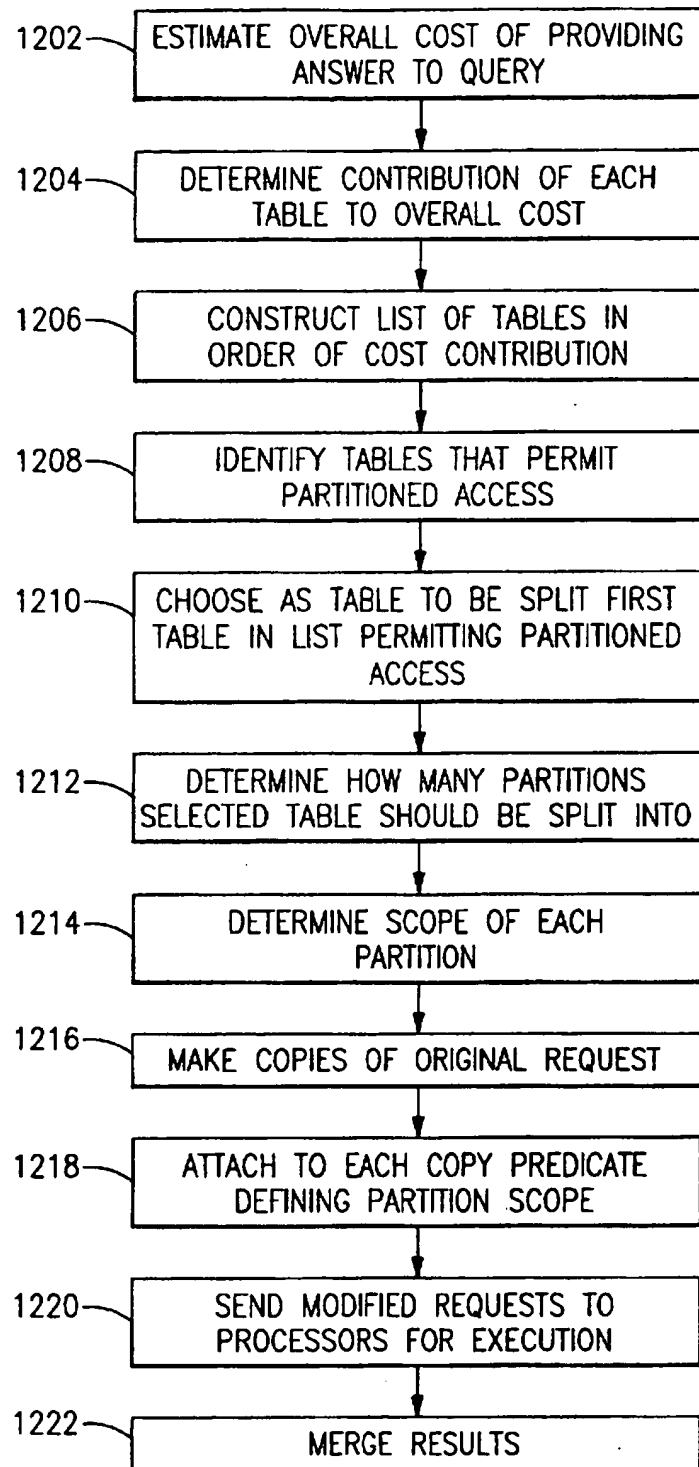 1202
ESTIMATE OVERALL COST OF PROVIDING
ANSWER TO QUERY
1204
DETERMINE CONTRIBUTION OF EACH
TABLE TO OVERALL COST
1206
CONSTRUCT LIST OF TABLES IN
ORDER OF COST CONTRIBUTION
1208
IDENTIFY TABLES THAT PERMIT
PARTITIONED ACCESS
1210
CHOOSE AS TABLE TO BE SPLIT FIRST
TABLE IN LIST PERMITTING PARTITIONED
ACCESS
1212
DETERMINE HOW MANY PARTITIONS
SELECTED TABLE SHOULD BE SPLIT INTO
1214
DETERMINE SCOPE OF EACH
PARTITION
1216
MAKE COPIES OF ORIGINAL REQUEST
1218
ATTACH TO EACH COPY PREDICATE
DEFINING PARTITION SCOPE
1220
SEND MODIFIED REQUESTS TO
PROCESSORS FOR EXECUTION
1222
MERGE RESULTS